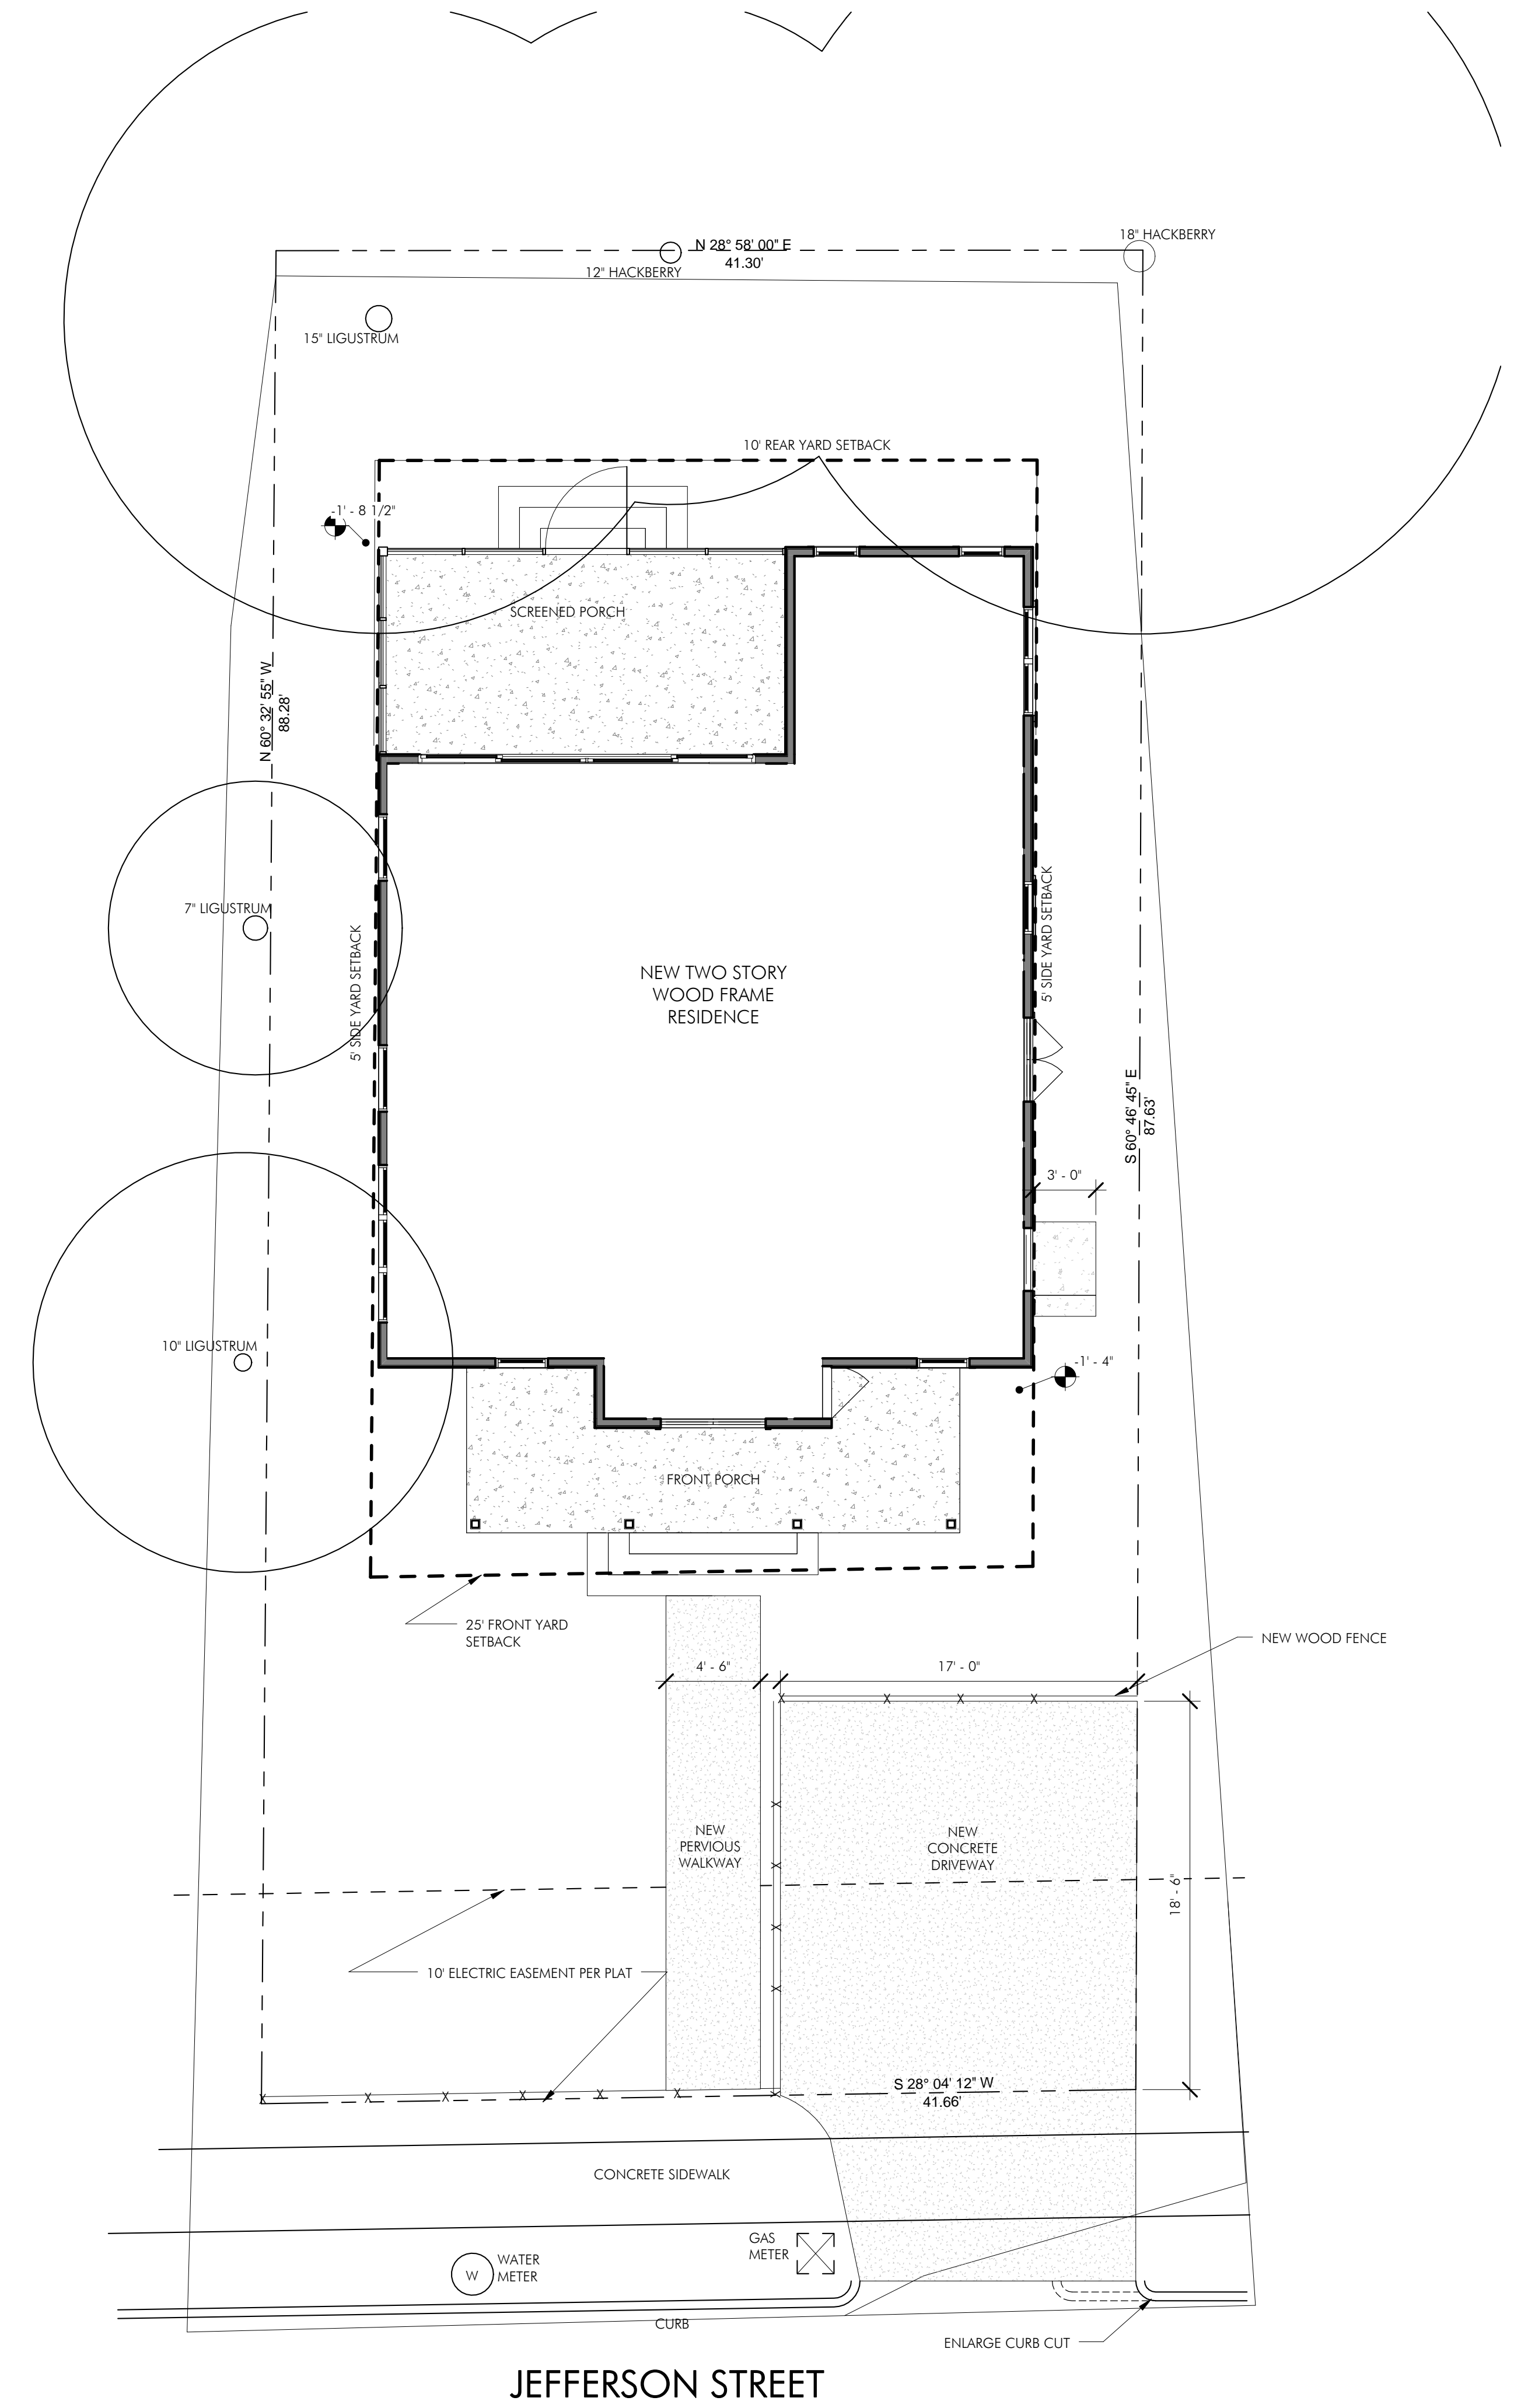 18" HACKBERRY
N 28° 58' 00" E
41.30'
12" HACKBERRY
15" LIGUSTRUM
10' REAR YARD SETBACK
-1' - 8 1/2"
SCREENED PORCH
N 60° 32' 55" W
88.28'
7" LIGUSTRUM
5' SIDE YARD SETBACK
5' SIDE YARD SETBACK
NEW TWO STORY
WOOD FRAME
RESIDENCE
S 60° 46' 45" E
87.63'
3' - 0"
10" LIGUSTRUM
-1' - 4"
FRONT PORCH
25' FRONT YARD
SETBACK
NEW WOOD FENCE
4' - 6"
17' - 0"
NEW
PERVIOUS
WALKWAY
NEW
CONCRETE
DRIVEWAY
18' - 6"
10' ELECTRIC EASEMENT PER PLAT
S 28° 04' 12" W
41.66'
CONCRETE SIDEWALK
GAS
METER
W
WATER
METER
CURB
ENLARGE CURB CUT
JEFFERSON STREET